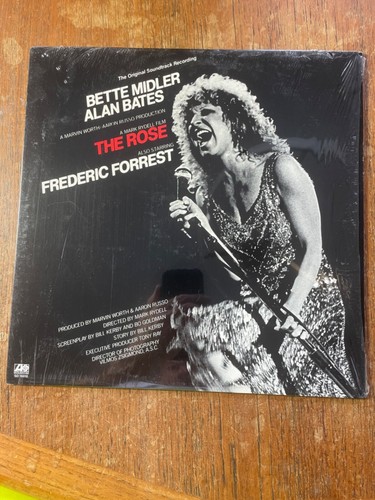 The Original Soundtrack Recording
BETTE MIDLER
ALAN BATES
A MARVIN WORTH/AARON RUSSO PRODUCTION
A MARK RYDELL FILM
THE ROSE
ALSO STARRING
FREDERIC FORREST
PRODUCED BY MARVIN WORTH & AARON RUSSO
DIRECTED BY MARK RYDELL
SCREENPLAY BY BILL KERBY AND BO GOLDMAN
STORY BY BILL KERBY
EXECUTIVE PRODUCER TONY RAY
DIRECTOR OF PHOTOGRAPHY
VILMOS ZSIGMOND, A.S.C.